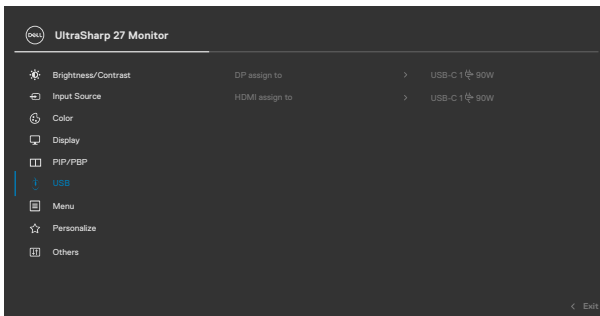 DELL UltraSharp 27 Monitor
Brightness/Contrast DP assign to > USB-C 1 90W
Input Source HDMI assign to > USB-C 1 90W
Color
Display
PIP/PBP
USB
Menu
Personalize
Others
< Exit